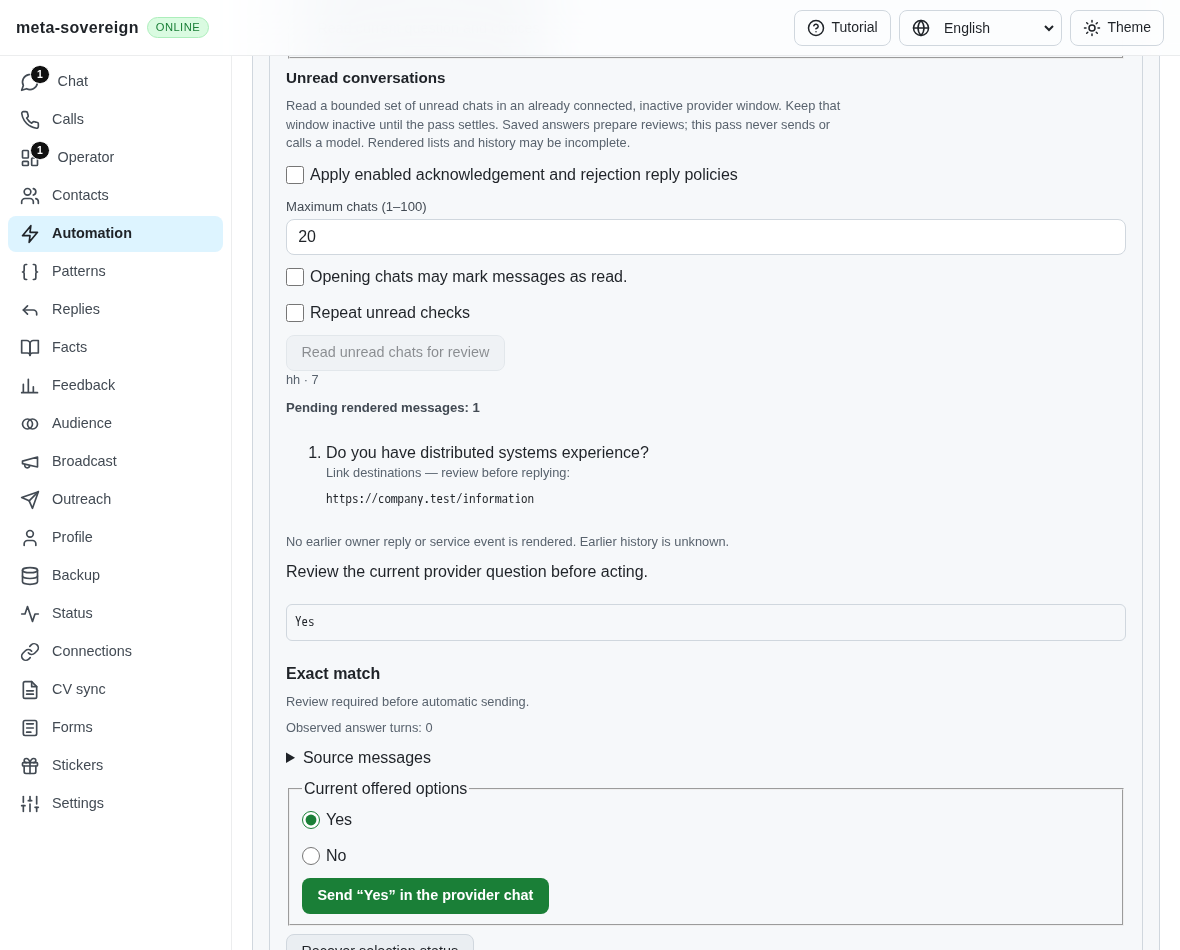 meta-sovereign ONLINE
Tutorial
English
Theme
1 Chat
Calls
1 Operator
Contacts
Automation
Patterns
Replies
Facts
Feedback
Audience
Broadcast
Outreach
Profile
Backup
Status
Connections
CV sync
Forms
Stickers
Settings
Unread conversations
Read a bounded set of unread chats in an already connected, inactive provider window. Keep that
window inactive until the pass settles. Saved answers prepare reviews; this pass never sends or
calls a model. Rendered lists and history may be incomplete.
Apply enabled acknowledgement and rejection reply policies
Maximum chats (1–100)
20
Opening chats may mark messages as read.
Repeat unread checks
Read unread chats for review
hh · 7
Pending rendered messages: 1
1. Do you have distributed systems experience?
Link destinations — review before replying:
https://company.test/information
No earlier owner reply or service event is rendered. Earlier history is unknown.
Review the current provider question before acting.
Yes
Exact match
Review required before automatic sending.
Observed answer turns: 0
Source messages
Current offered options
Yes
No
Send “Yes” in the provider chat
Recover selection status